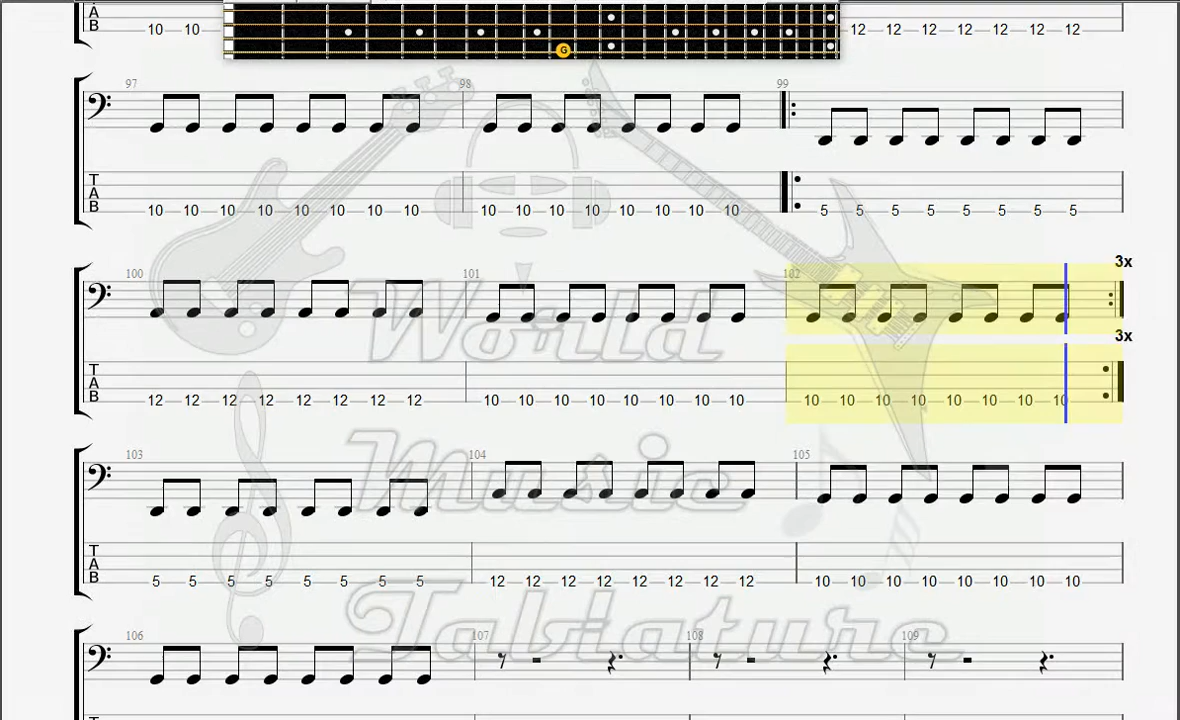 A
B 10 10 12 12 12 12 12 12 12
G
97 98 99
T
A
B 10 10 10 10 10 10 10 10 10 10 10 10 10 10 10 10 5 5 5 5 5 5 5 5
100 101 102 3x
3x
T
A
B 12 12 12 12 12 12 12 12 10 10 10 10 10 10 10 10 10 10 10 10 10 10 10 10
103 104 105
T
A
B 5 5 5 5 5 5 5 5 12 12 12 12 12 12 12 12 10 10 10 10 10 10 10 10
106 107 108 109
World
Music
Tablature